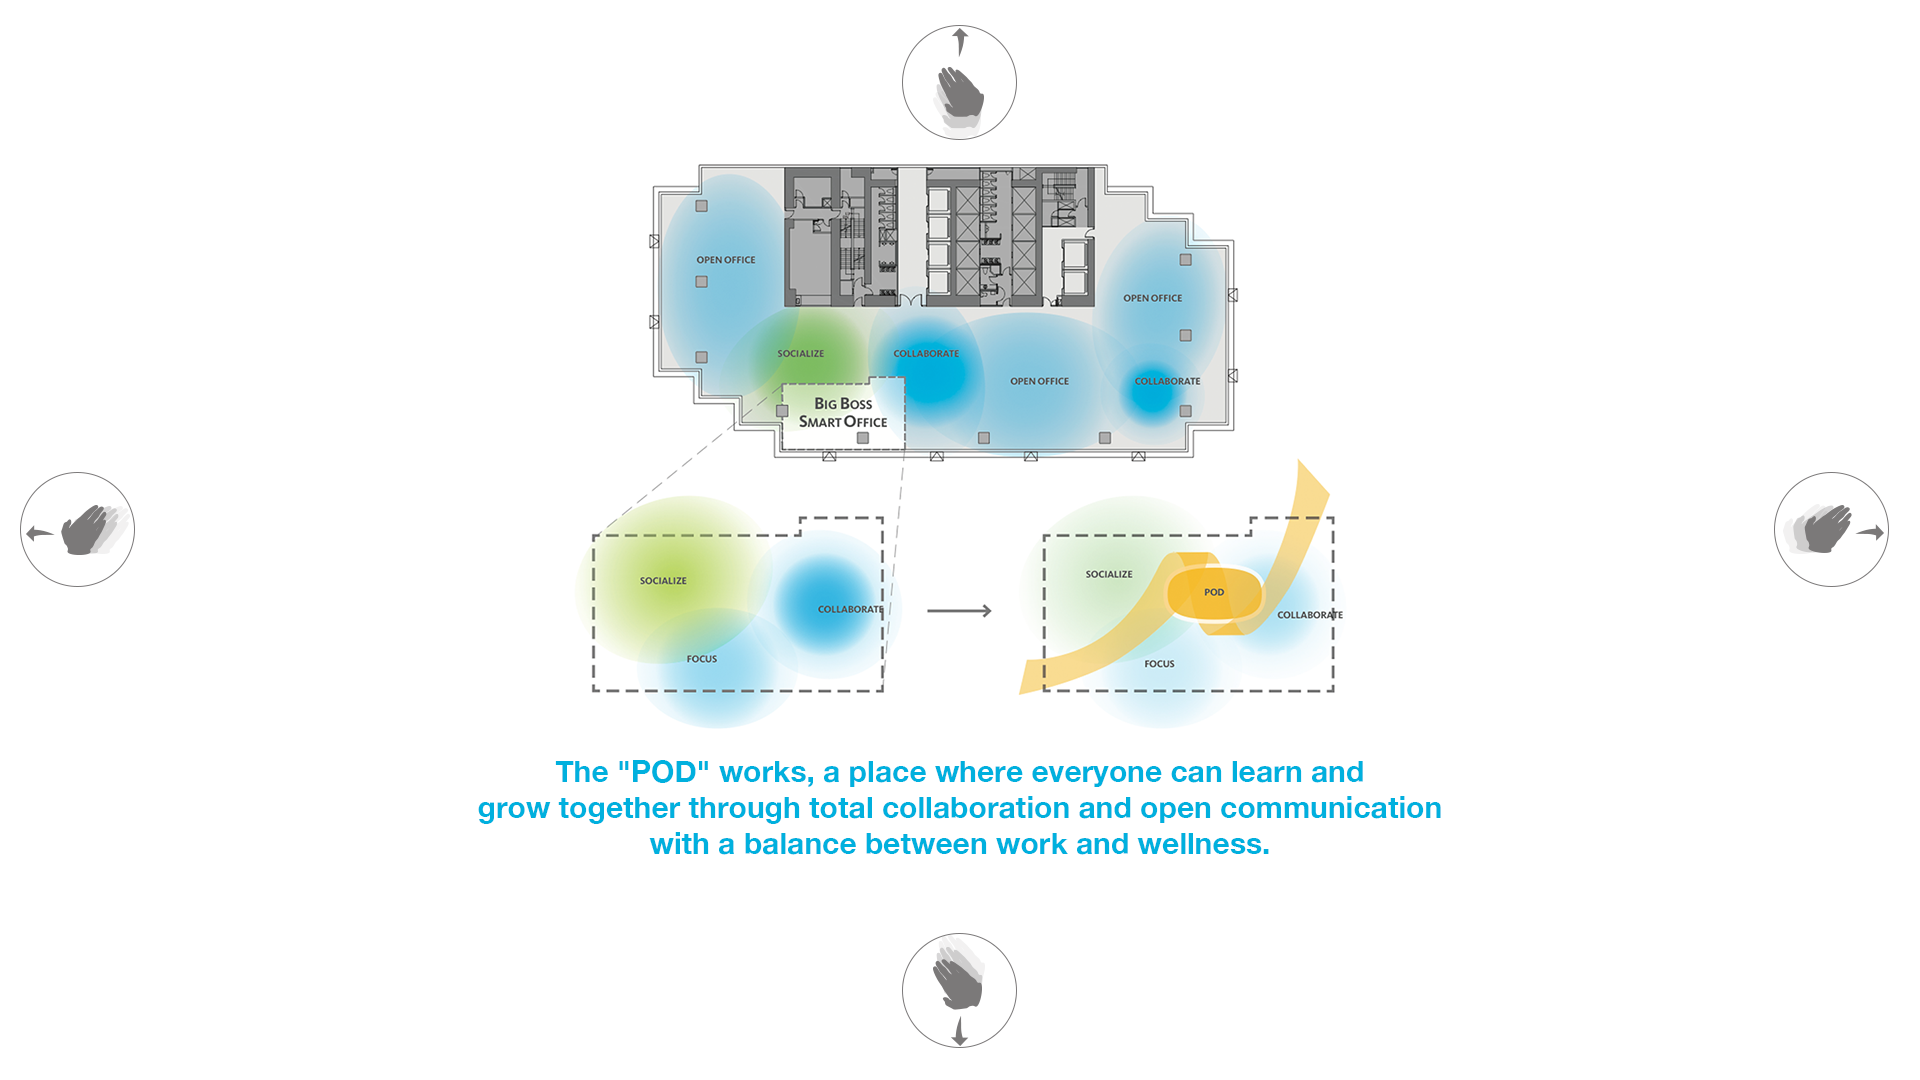 OPEN OFFICE
OPEN OFFICE
SOCIALIZE
COLLABORATE
OPEN OFFICE
COLLABORATE
BIG BOSS
SMART OFFICE
SOCIALIZE
COLLABORATE
FOCUS
SOCIALIZE
POD
COLLABORATE
FOCUS
The "POD" works, a place where everyone can learn and
grow together through total collaboration and open communication
with a balance between work and wellness.